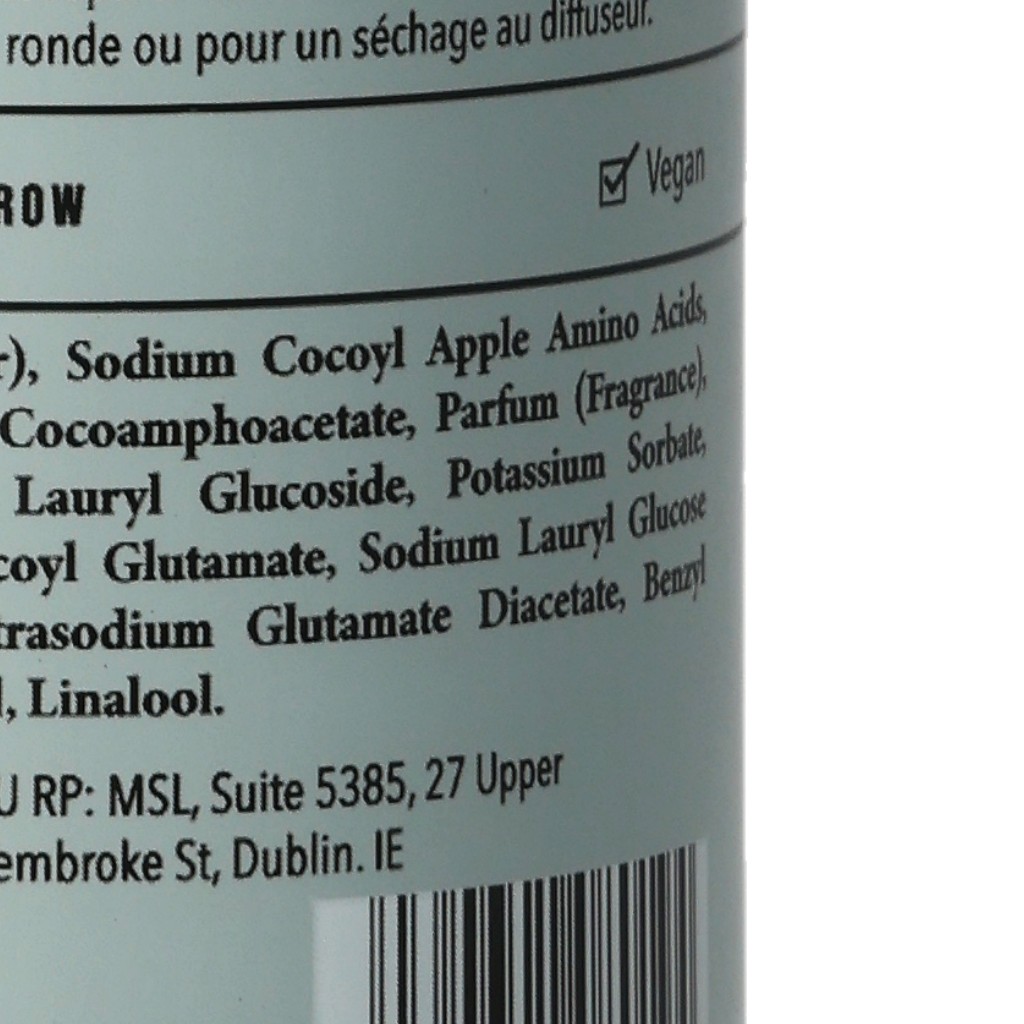 ronde ou pour un séchage au diffuseur.
Vegan
ROW
r), Sodium Cocoyl Apple Amino Acids,
Cocoamphoacetate, Parfum (Fragrance),
Lauryl Glucoside, Potassium Sorbate,
coyl Glutamate, Sodium Lauryl Glucose
trasodium Glutamate Diacetate, Benzyl
l, Linalool.
U RP: MSL, Suite 5385, 27 Upper
embroke St, Dublin. IE